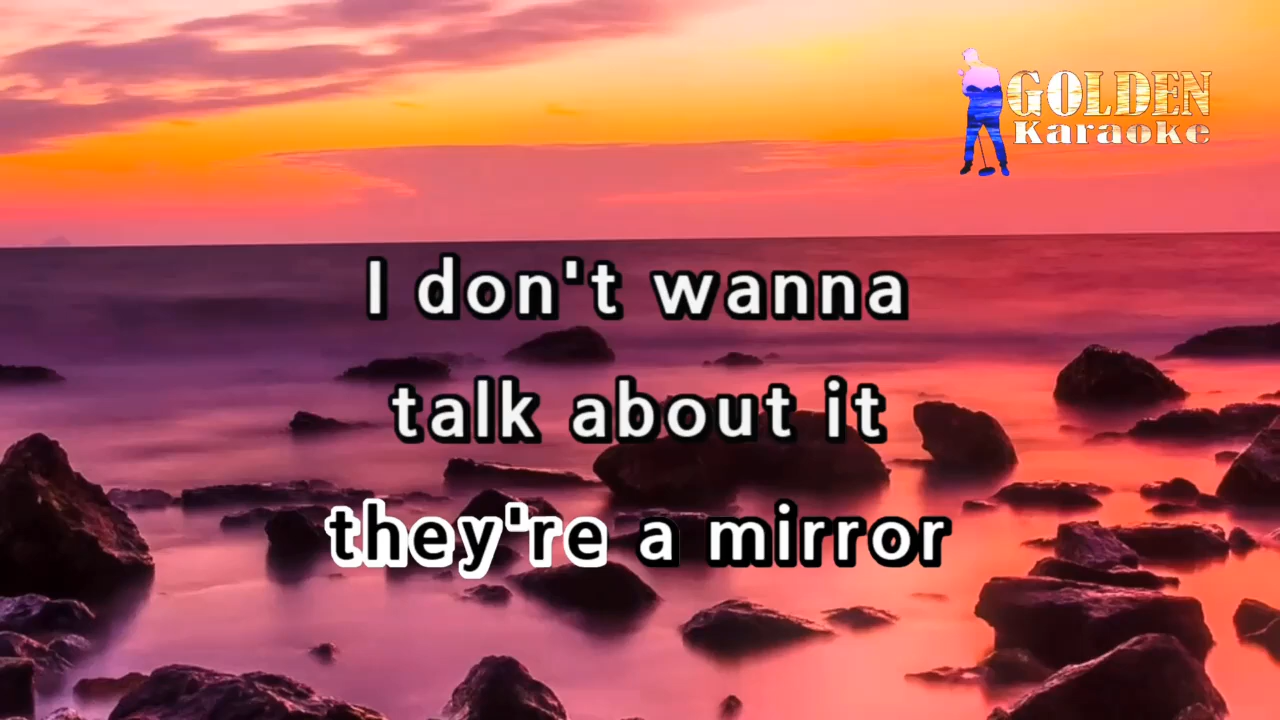 GOLDEN
Karaoke
I don't wanna
talk about it
they're a mirror